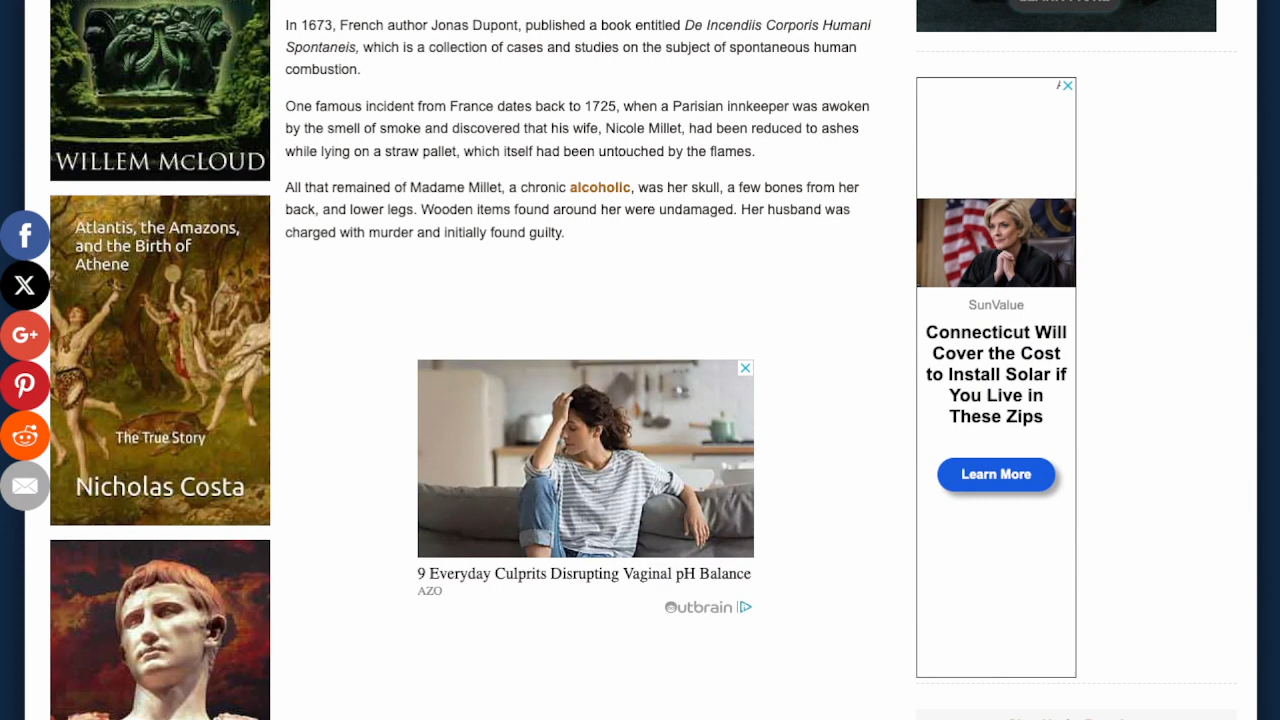 WILLEM McLOUD
Atlantis, the Amazons,
and the Birth of
Athene
The True Story
Nicholas Costa
In 1673, French author Jonas Dupont, published a book entitled De Incendiis Corporis Humani
Spontaneis, which is a collection of cases and studies on the subject of spontaneous human
combustion.
One famous incident from France dates back to 1725, when a Parisian innkeeper was awoken
by the smell of smoke and discovered that his wife, Nicole Millet, had been reduced to ashes
while lying on a straw pallet, which itself had been untouched by the flames.
All that remained of Madame Millet, a chronic alcoholic, was her skull, a few bones from her
back, and lower legs. Wooden items found around her were undamaged. Her husband was
charged with murder and initially found guilty.
9 Everyday Culprits Disrupting Vaginal pH Balance
AZO
Outbrain
LEARN MORE
SunValue
Connecticut Will
Cover the Cost
to Install Solar if
You Live in
These Zips
Learn More